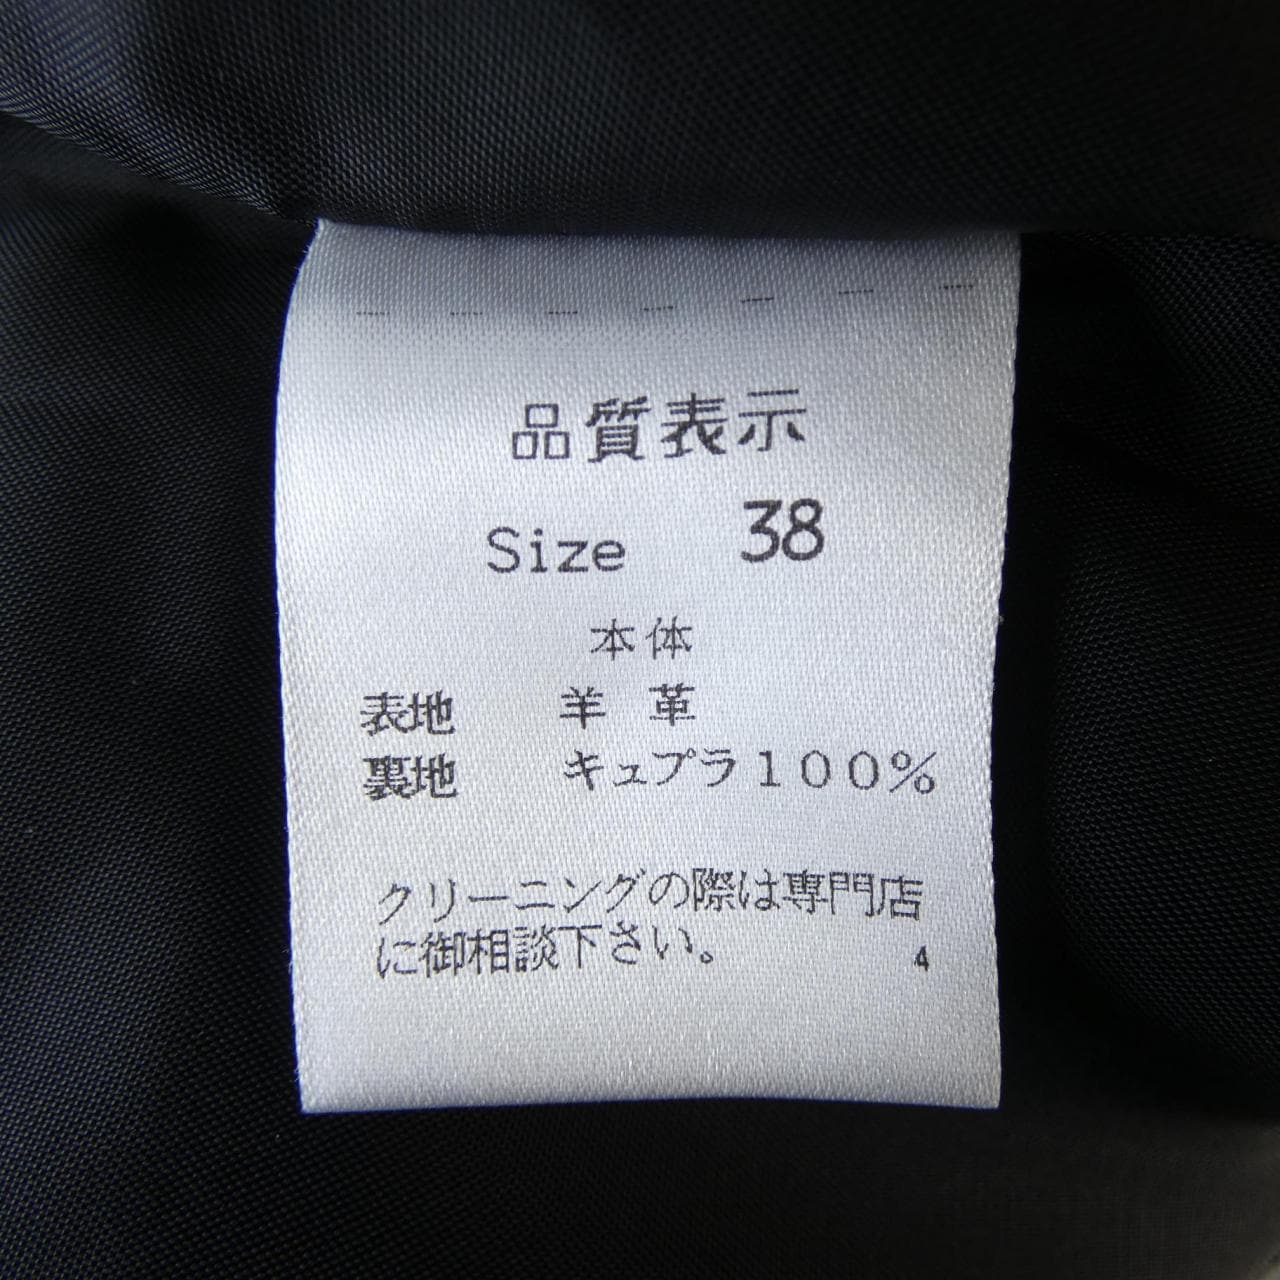 品質表示
Size 38
本体
表地 羊革
裏地 キュプラ100%
クリーニングの際は専門店
に御相談下さい。 4